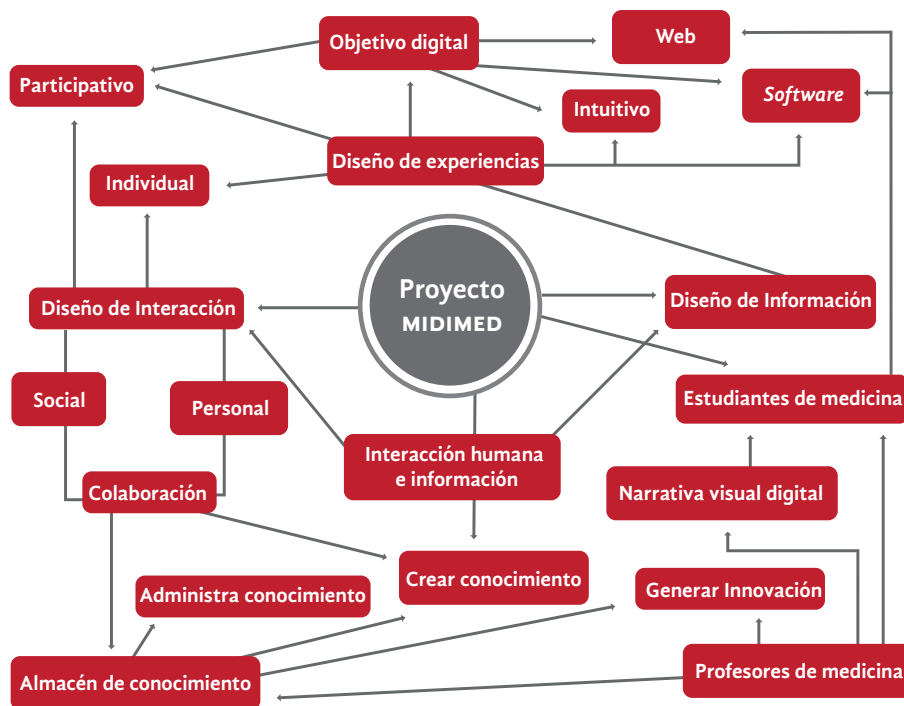 Objetivo digital
Web
Participativo
Software
Intuitivo
Diseño de experiencias
Individual
Proyecto
MIDIMED
Diseño de Interacción
Diseño de Información
Social
Personal
Estudiantes de medicina
Interacción humana
e información
Colaboración
Narrativa visual digital
Crear conocimiento
Administra conocimiento
Generar Innovación
Almacén de conocimiento
Profesores de medicina